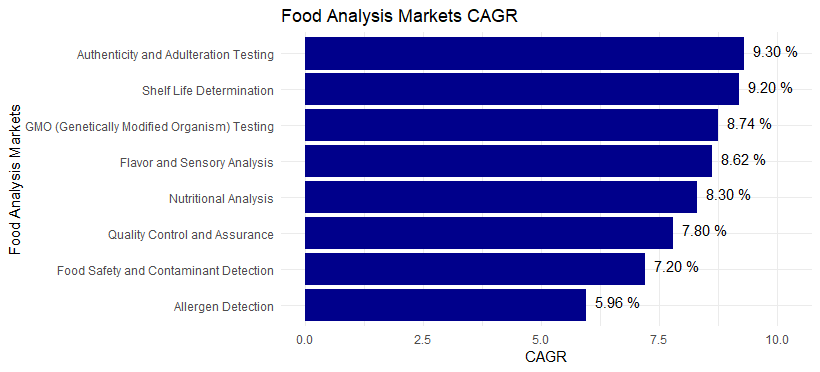 Food Analysis Markets CAGR
Food Analysis Markets
Authenticity and Adulteration Testing
9.30 %
Shelf Life Determination
9.20 %
GMO (Genetically Modified Organism) Testing
8.74 %
Flavor and Sensory Analysis
8.62 %
Nutritional Analysis
8.30 %
Quality Control and Assurance
7.80 %
Food Safety and Contaminant Detection
7.20 %
Allergen Detection
5.96 %
0.0
2.5
5.0
7.5
10.0
CAGR